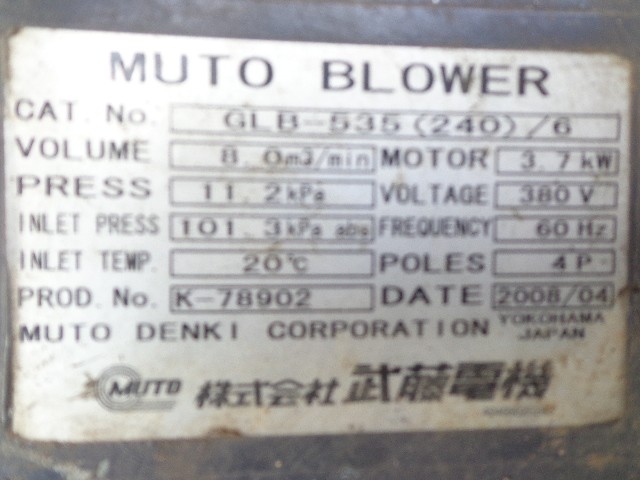 MUTO BLOWER
CAT. No. GLB-535(240)/6
VOLUME 8.0m3/min MOTOR 3.7kW
PRESS 11.2kPa VOLTAGE 380V
INLET PRESS 101.3kPa abs FREQUENCY 60Hz
INLET TEMP. 20℃ POLES 4P
PROD. No. K-78902 DATE 2008/04
MUTO DENKI CORPORATION YOKOHAMA JAPAN
MUTO 株式会社 武藤電機